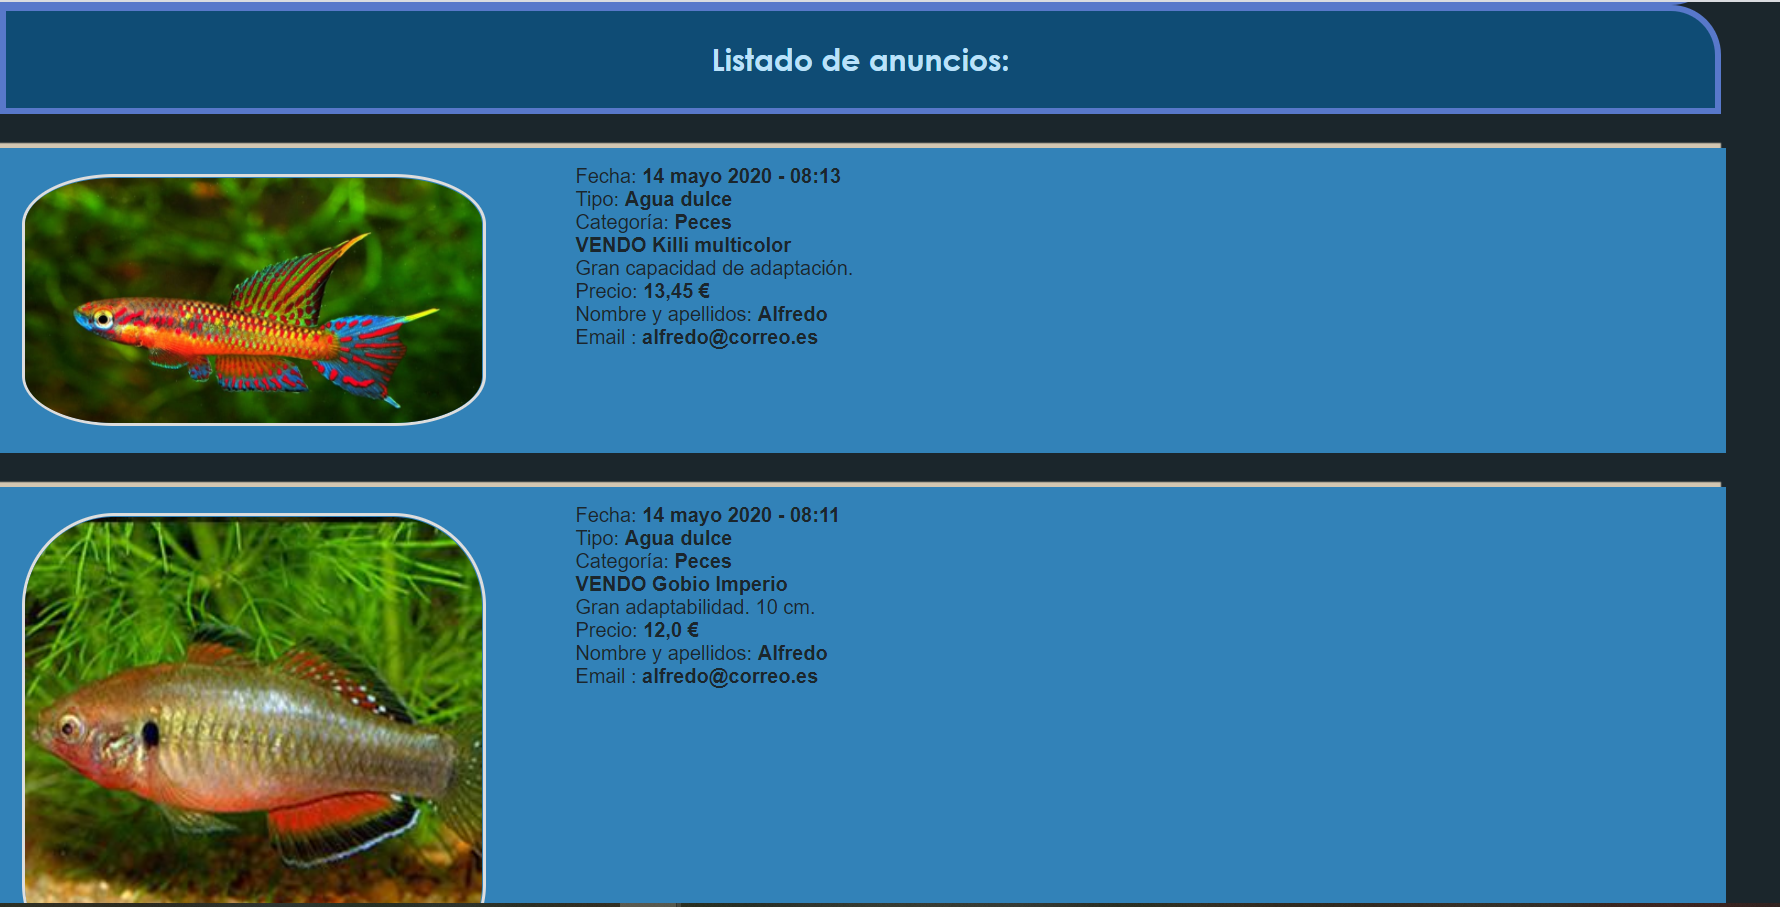 Listado de anuncios:
Fecha: 14 mayo 2020 - 08:13
Tipo: Agua dulce
Categoría: Peces
VENDO Killi multicolor
Gran capacidad de adaptación.
Precio: 13,45 €
Nombre y apellidos: Alfredo
Email : alfredo@correo.es
Fecha: 14 mayo 2020 - 08:11
Tipo: Agua dulce
Categoría: Peces
VENDO Gobio Imperio
Gran adaptabilidad. 10 cm.
Precio: 12,0 €
Nombre y apellidos: Alfredo
Email : alfredo@correo.es